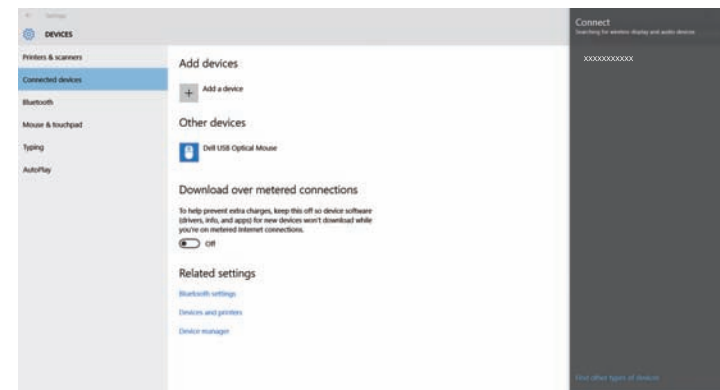 Settings
DEVICES
Printers & scanners
Connected devices
Bluetooth
Mouse & touchpad
Typing
AutoPlay
Add devices
Add a device
Other devices
Dell USB Optical Mouse
Download over metered connections
To help prevent extra charges, keep this off so device software
(drivers, info, and apps) for new devices won't download while
you're on metered Internet connections.
Off
Related settings
Bluetooth settings
Devices and printers
Device manager
Connect
Searching for wireless display and audio devices
xxxxxxxxxxx
Find other types of devices